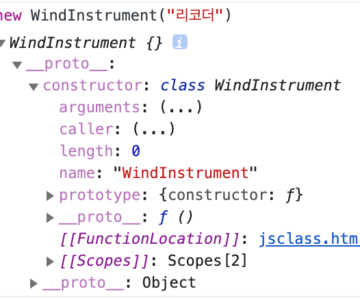 new WindInstrument("리코더")
WindInstrument {} i
__proto__:
constructor: class WindInstrument
arguments: (...)
caller: (...)
length: 0
name: "WindInstrument"
prototype: {constructor: ƒ}
__proto__: ƒ ()
[[FunctionLocation]]: jsclass.htm
[[Scopes]]: Scopes[2]
__proto__: Object